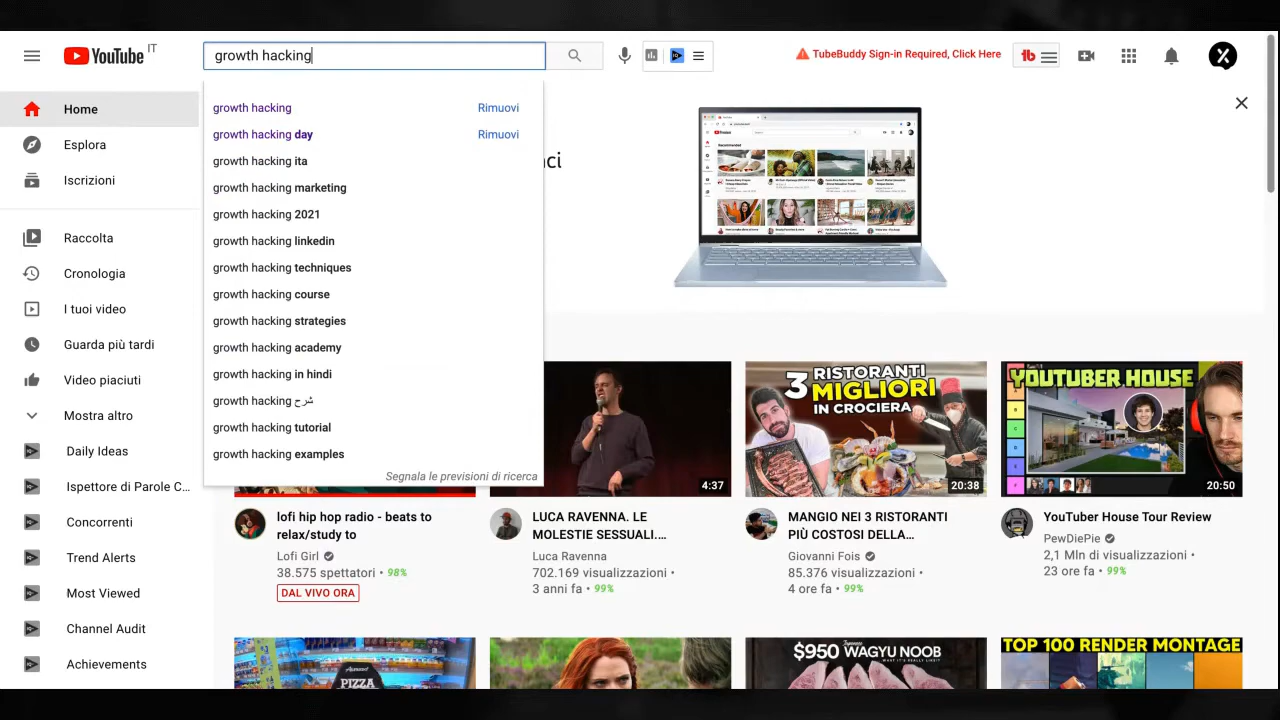 YouTube IT
growth hacking
TubeBuddy Sign-in Required, Click Here
tb
growth hacking Rimuovi
growth hacking day Rimuovi
growth hacking ita
growth hacking marketing
growth hacking 2021
growth hacking linkedin
growth hacking techniques
growth hacking course
growth hacking strategies
growth hacking academy
growth hacking in hindi
growth hacking شرح
growth hacking tutorial
growth hacking examples
Segnala le previsioni di ricerca
Home
Esplora
Iscrizioni
Raccolta
Cronologia
I tuoi video
Guarda più tardi
Video piaciuti
Mostra altro
Daily Ideas
Ispettore di Parole C...
Concorrenti
Trend Alerts
Most Viewed
Channel Audit
Achievements
4:37
3 RISTORANTI
MIGLIORI
IN CROCIERA
20:38
YOUTUBER HOUSE
20:50
lofi hip hop radio - beats to
relax/study to
Lofi Girl
38.575 spettatori • 98%
DAL VIVO ORA
LUCA RAVENNA. LE
MOLESTIE SESSUALI....
Luca Ravenna
702.169 visualizzazioni •
3 anni fa • 99%
MANGIO NEI 3 RISTORANTI
PIÙ COSTOSI DELLA...
Giovanni Fois
85.376 visualizzazioni •
4 ore fa • 99%
YouTuber House Tour Review
PewDiePie
2,1 Mln di visualizzazioni •
23 ore fa • 99%
PIZZA
$950 WAGYU NOOB
TOP 100 RENDER MONTAGE